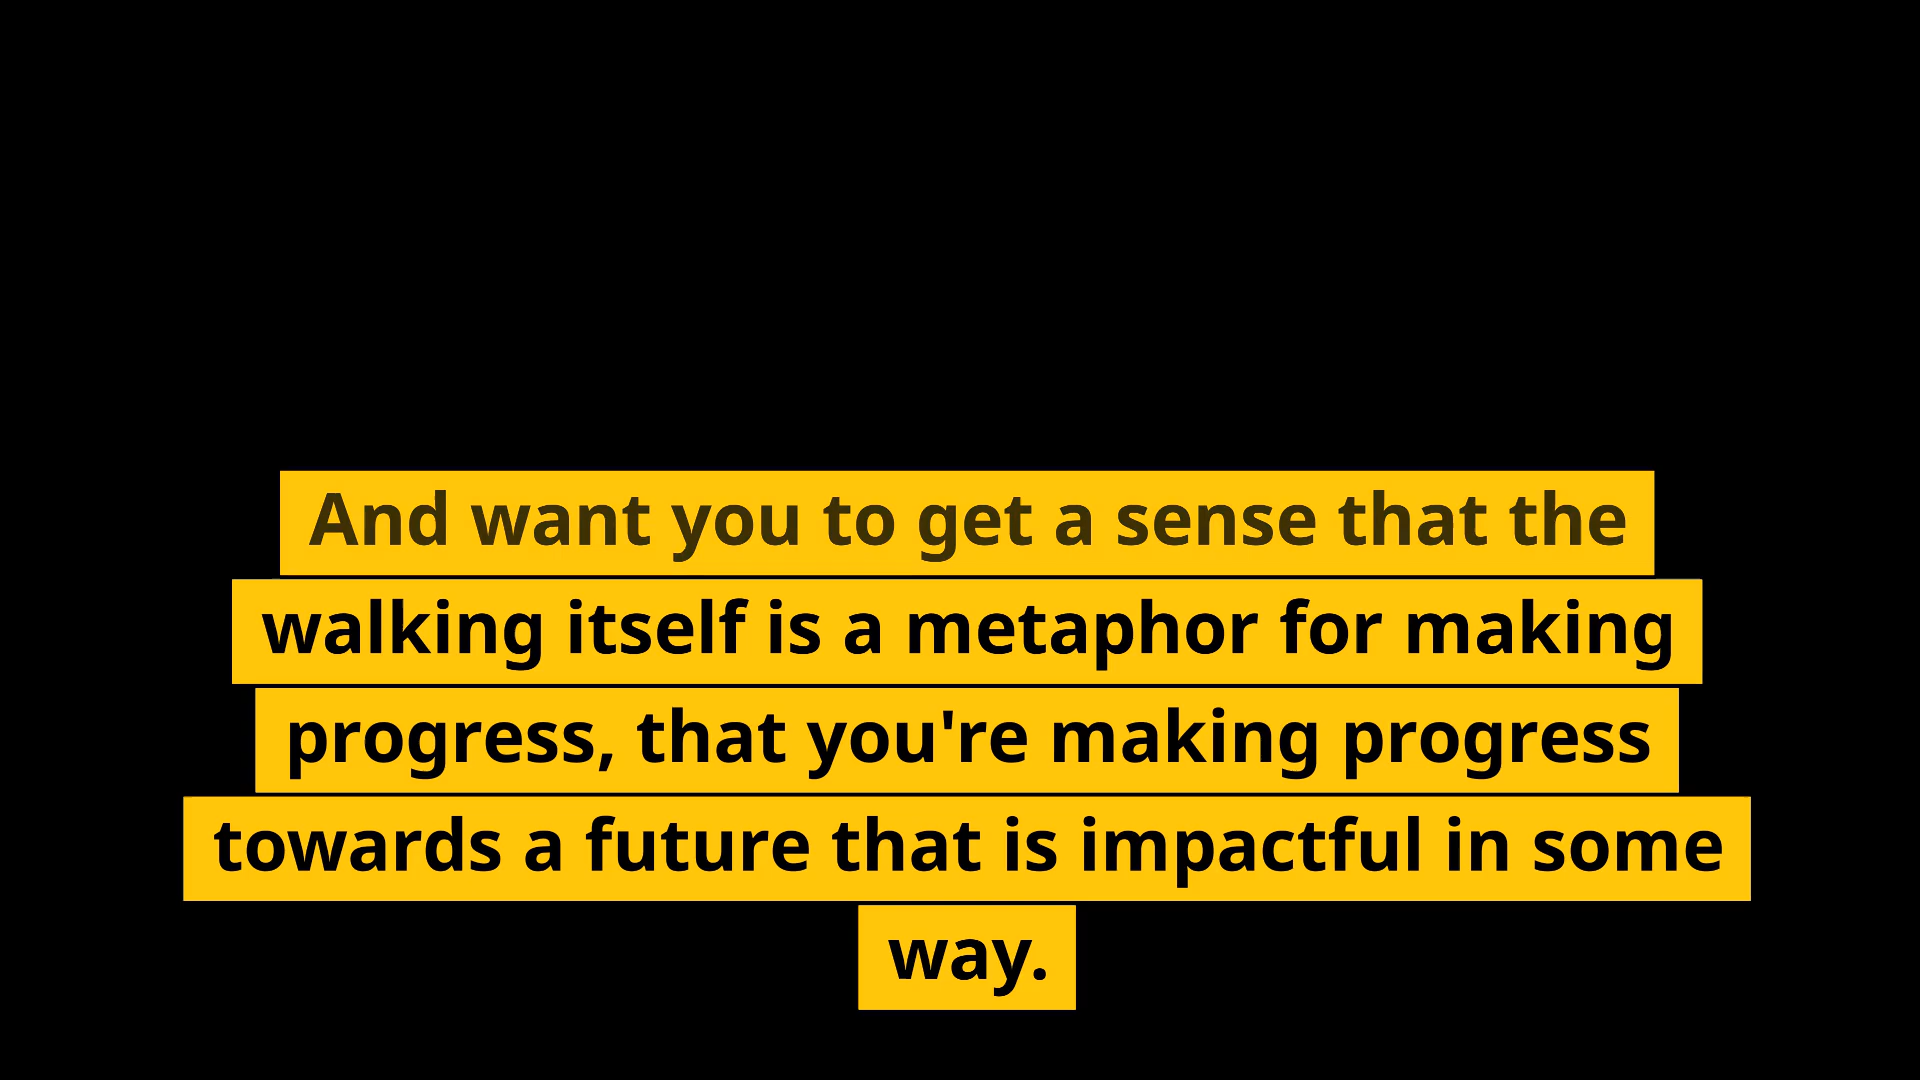 And want you to get a sense that the
walking itself is a metaphor for making
progress, that you're making progress
towards a future that is impactful in some
way.